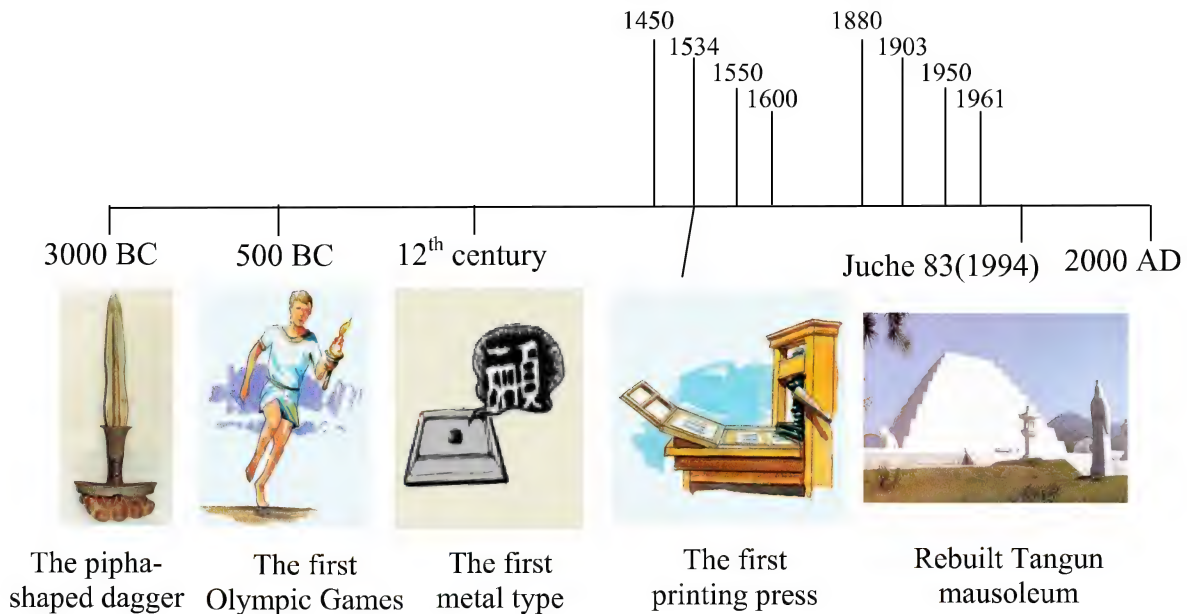 1450
1534
1550
1600
1880
1903
1950
1961
3000 BC
500 BC
12th century
Juche 83(1994)
2000 AD
The pipha-
shaped dagger
The first
Olympic Games
The first
metal type
The first
printing press
Rebuilt Tangun
mausoleum